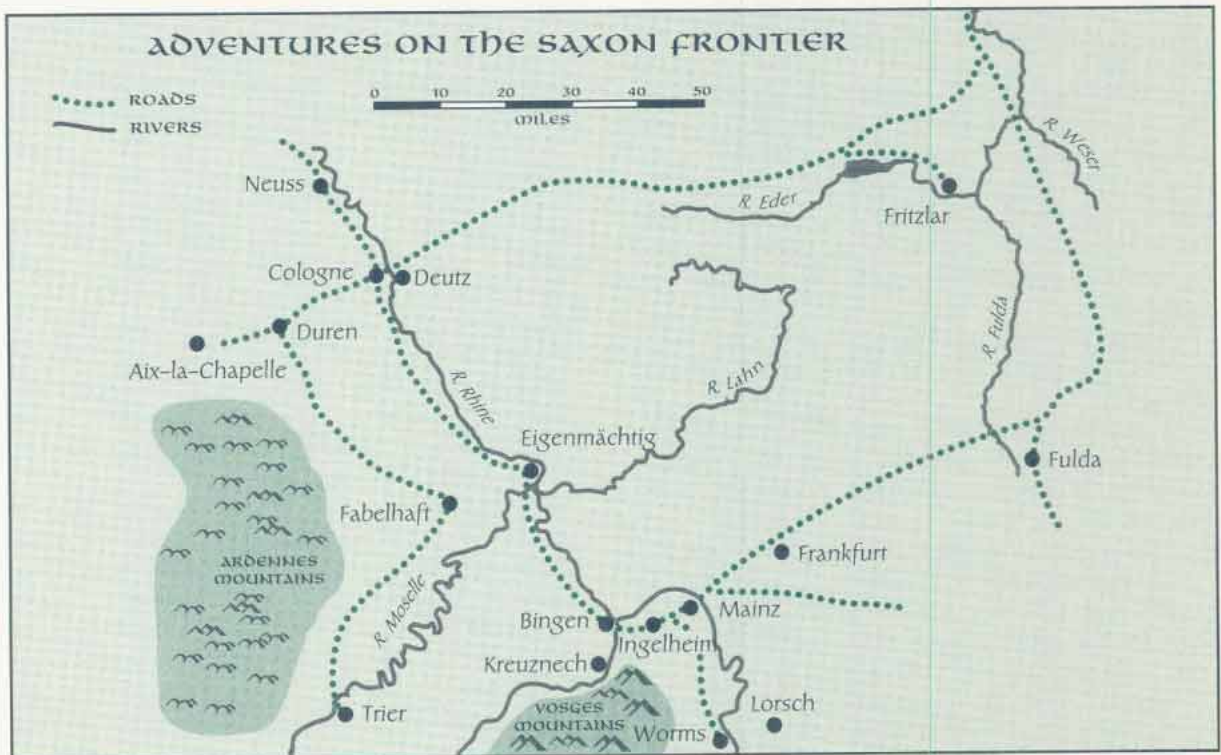 ADVENTURES ON THE SAXON FRONTIER
ROADS
RIVERS
0 10 20 30 40 50
MILES
Neuss
R. Weser
R. Eder
Fritzlar
Cologne
Deutz
Duren
Aix-la-Chapelle
R. Fulda
R. Rhine
R. Lahn
Eigenmächtig
Fulda
Fabelhaft
Frankfurt
ARDENNES
MOUNTAINS
R. Moselle
Bingen
Mainz
Ingelheim
Kreuznech
Trier
VOSGES
MOUNTAINS
Lorsch
Worms